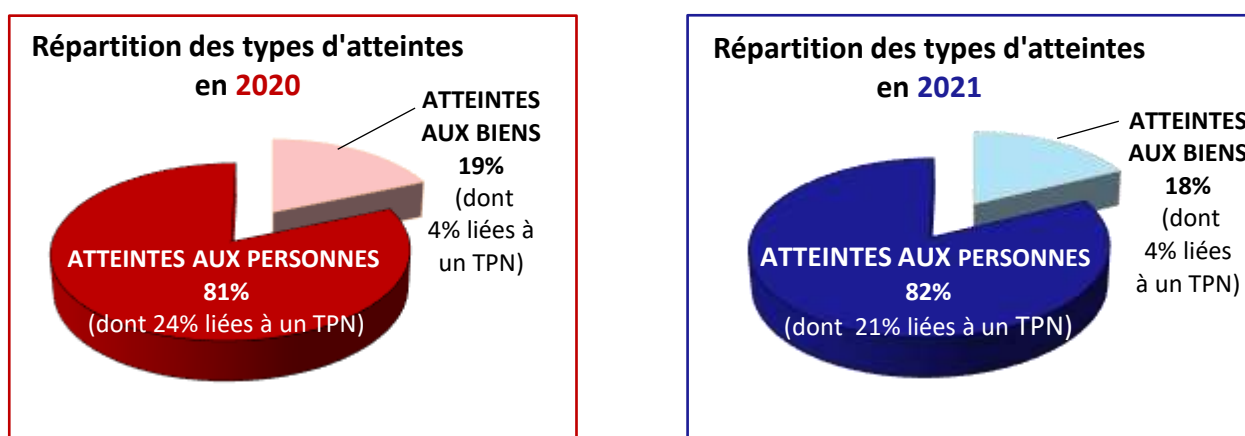 Répartition des types d'atteintes
en 2020
ATTEINTES
AUX BIENS
19%
(dont
4% liées à
un TPN)
ATTEINTES AUX PERSONNES
81%
(dont 24% liées à un TPN)
Répartition des types d'atteintes
en 2021
ATTEINTES
AUX BIENS
18%
(dont
4% liées
à un TPN)
ATTEINTES AUX PERSONNES
82%
(dont 21% liées à un TPN)